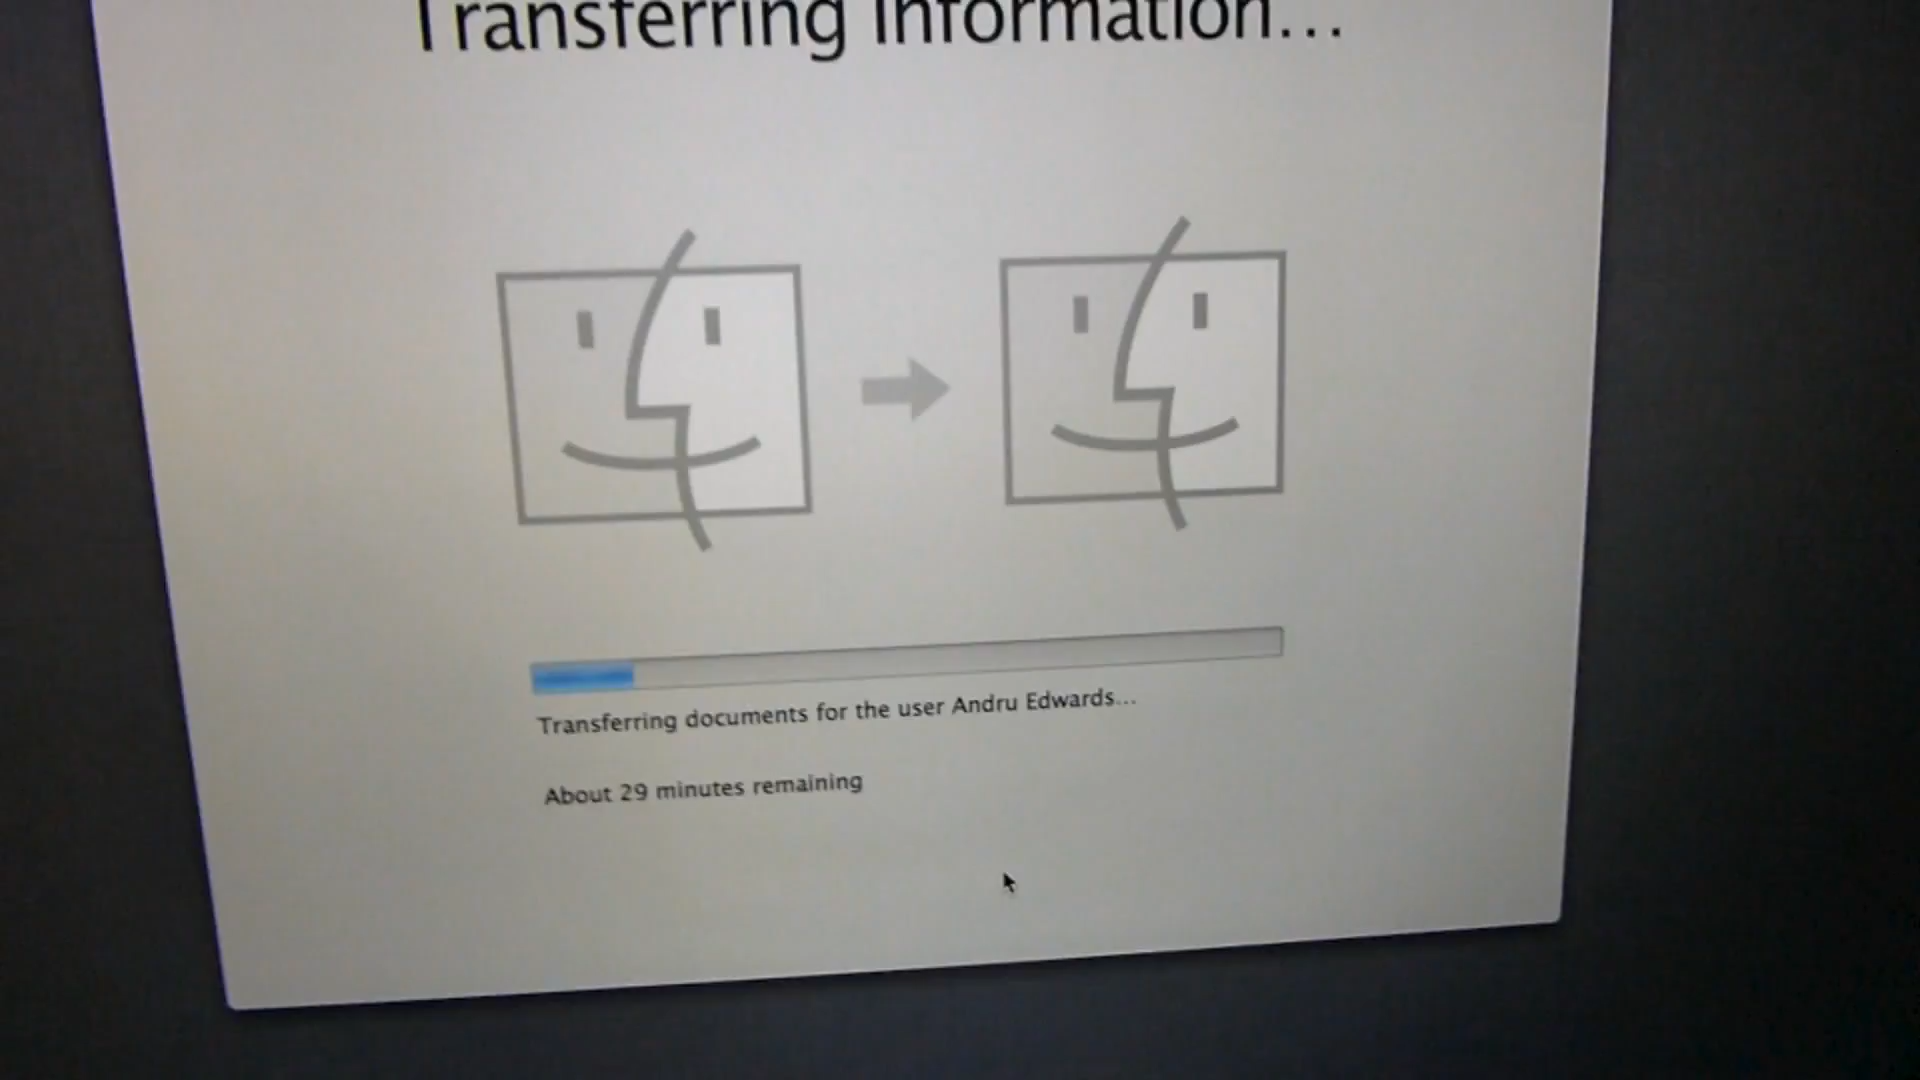 Transferring Information...
Transferring documents for the user Andru Edwards...
About 29 minutes remaining